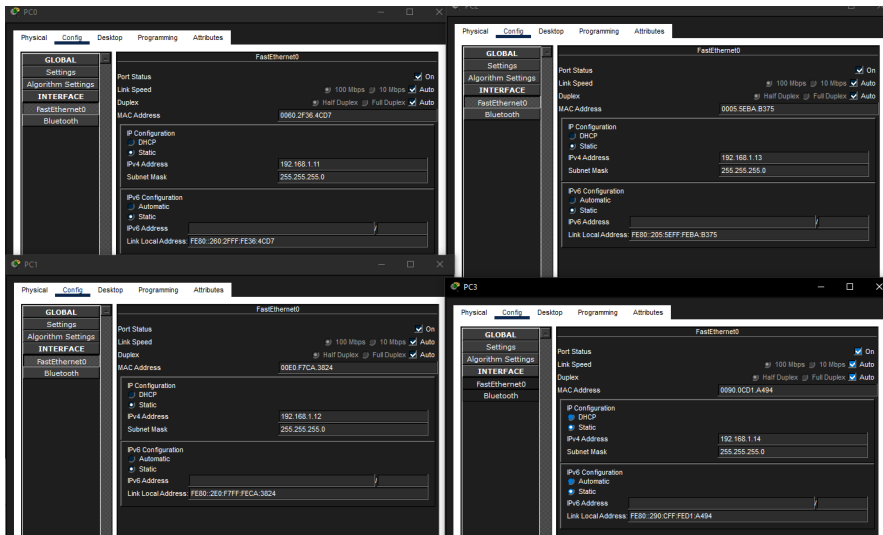 PC0
Physical Config Desktop Programming Attributes
GLOBAL
Settings
Algorithm Settings
INTERFACE
FastEthernet0
Bluetooth
FastEthernet0
Port Status On
Link Speed 100 Mbps 10 Mbps Auto
Duplex Half Duplex Full Duplex Auto
MAC Address 0060.2F36.4CD7
IP Configuration
DHCP
Static
IPv4 Address 192.168.1.11
Subnet Mask 255.255.255.0
IPv6 Configuration
Automatic
Static
IPv6 Address /
Link Local Address: FE80::260:2FFF:FE36:4CD7
Physical Config Desktop Programming Attributes
GLOBAL
Settings
Algorithm Settings
INTERFACE
FastEthernet0
Bluetooth
FastEthernet0
Port Status On
Link Speed 100 Mbps 10 Mbps Auto
Duplex Half Duplex Full Duplex Auto
MAC Address 0005.5EBA.B375
IP Configuration
DHCP
Static
IPv4 Address 192.168.1.13
Subnet Mask 255.255.255.0
IPv6 Configuration
Automatic
Static
IPv6 Address /
Link Local Address: FE80::205:5EFF:FEBA:B375
PC1
Physical Config Desktop Programming Attributes
GLOBAL
Settings
Algorithm Settings
INTERFACE
FastEthernet0
Bluetooth
FastEthernet0
Port Status On
Link Speed 100 Mbps 10 Mbps Auto
Duplex Half Duplex Full Duplex Auto
MAC Address 00E0.F7CA.3824
IP Configuration
DHCP
Static
IPv4 Address 192.168.1.12
Subnet Mask 255.255.255.0
IPv6 Configuration
Automatic
Static
IPv6 Address /
Link Local Address: FE80::2E0:F7FF:FECA:3824
PC3
Physical Config Desktop Programming Attributes
GLOBAL
Settings
Algorithm Settings
INTERFACE
FastEthernet0
Bluetooth
FastEthernet0
Port Status On
Link Speed 100 Mbps 10 Mbps Auto
Duplex Half Duplex Full Duplex Auto
MAC Address 0090.0CD1.A494
IP Configuration
DHCP
Static
IPv4 Address 192.168.1.14
Subnet Mask 255.255.255.0
IPv6 Configuration
Automatic
Static
IPv6 Address /
Link Local Address: FE80::290:CFF:FED1:A494